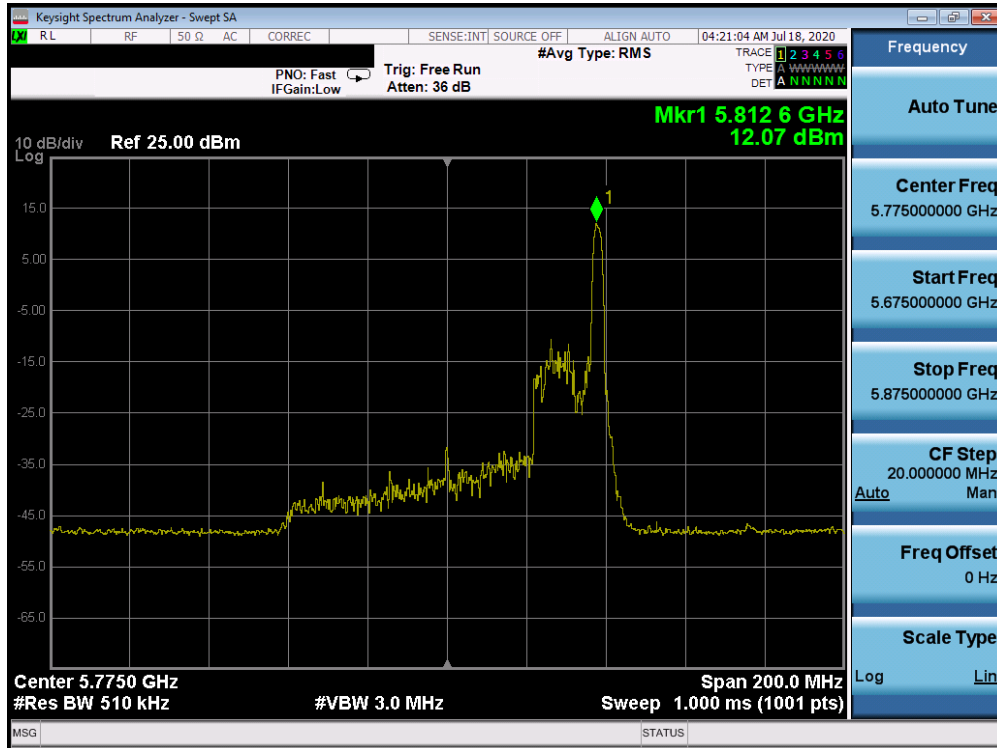 Keysight Spectrum Analyzer - Swept SA
LXI RL RF 50 Ω AC CORREC SENSE:INT SOURCE OFF ALIGN AUTO 04:21:04 AM Jul 18, 2020
#Avg Type: RMS
PNO: Fast
IFGain:Low
Trig: Free Run
Atten: 36 dB
TRACE 1 2 3 4 5 6
TYPE A WWWWW
DET A N N N N N
Mkr1 5.812 6 GHz
12.07 dBm
10 dB/div
Log
Ref 25.00 dBm
1
15.0
5.00
-5.00
-15.0
-25.0
-35.0
-45.0
-55.0
-65.0
Center 5.7750 GHz
Span 200.0 MHz
#Res BW 510 kHz
#VBW 3.0 MHz
Sweep 1.000 ms (1001 pts)
MSG
STATUS
Frequency
Auto Tune
Center Freq
5.775000000 GHz
Start Freq
5.675000000 GHz
Stop Freq
5.875000000 GHz
CF Step
20.000000 MHz
Auto Man
Freq Offset
0 Hz
Scale Type
Log Lin